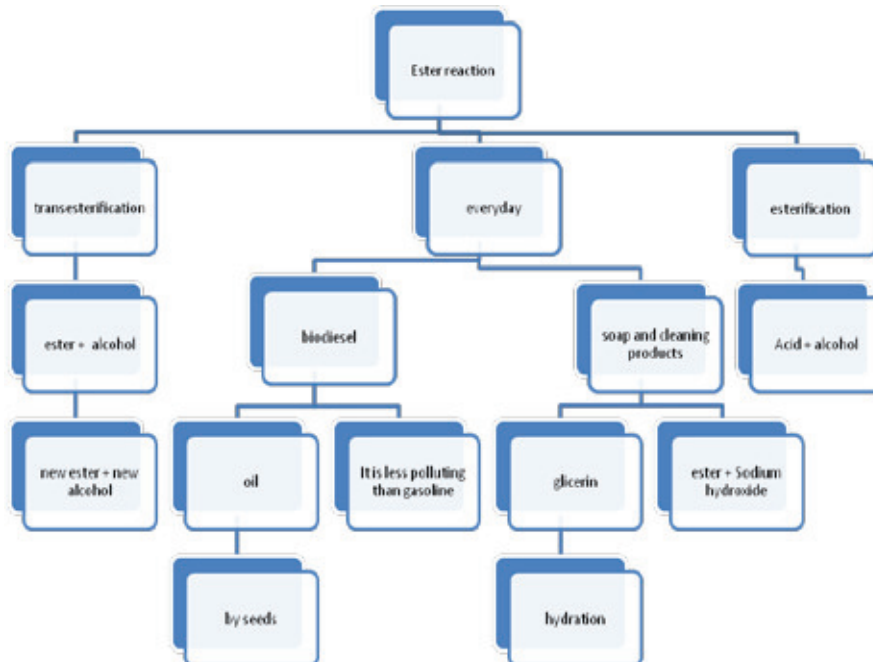 Ester reaction
transesterification
everyday
esterification
ester + alcohol
biodiesel
soap and cleaning
products
Acid + alcohol
new ester + new
alcohol
oil
It is less polluting
than gasoline
glicerin
ester + Sodium
hydroxide
by seeds
hydration